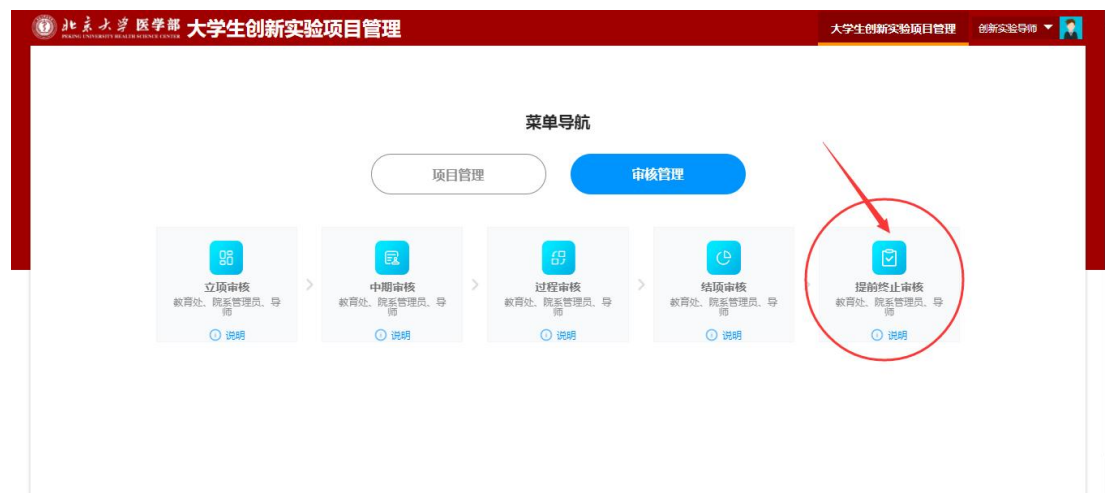 北京大学 医学部 大学生创新实验项目管理
PEKING UNIVERSITY HEALTH SCIENCE CENTER
大学生创新实验项目管理 创新实验导师
菜单导航
项目管理 审核管理
立项审核
教育处、院系管理员、导
师
说明
中期审核
教育处、院系管理员、导
师
说明
过程审核
教育处、院系管理员、导
师
说明
结项审核
教育处、院系管理员、导
师
说明
提前终止审核
教育处、院系管理员、导
师
说明